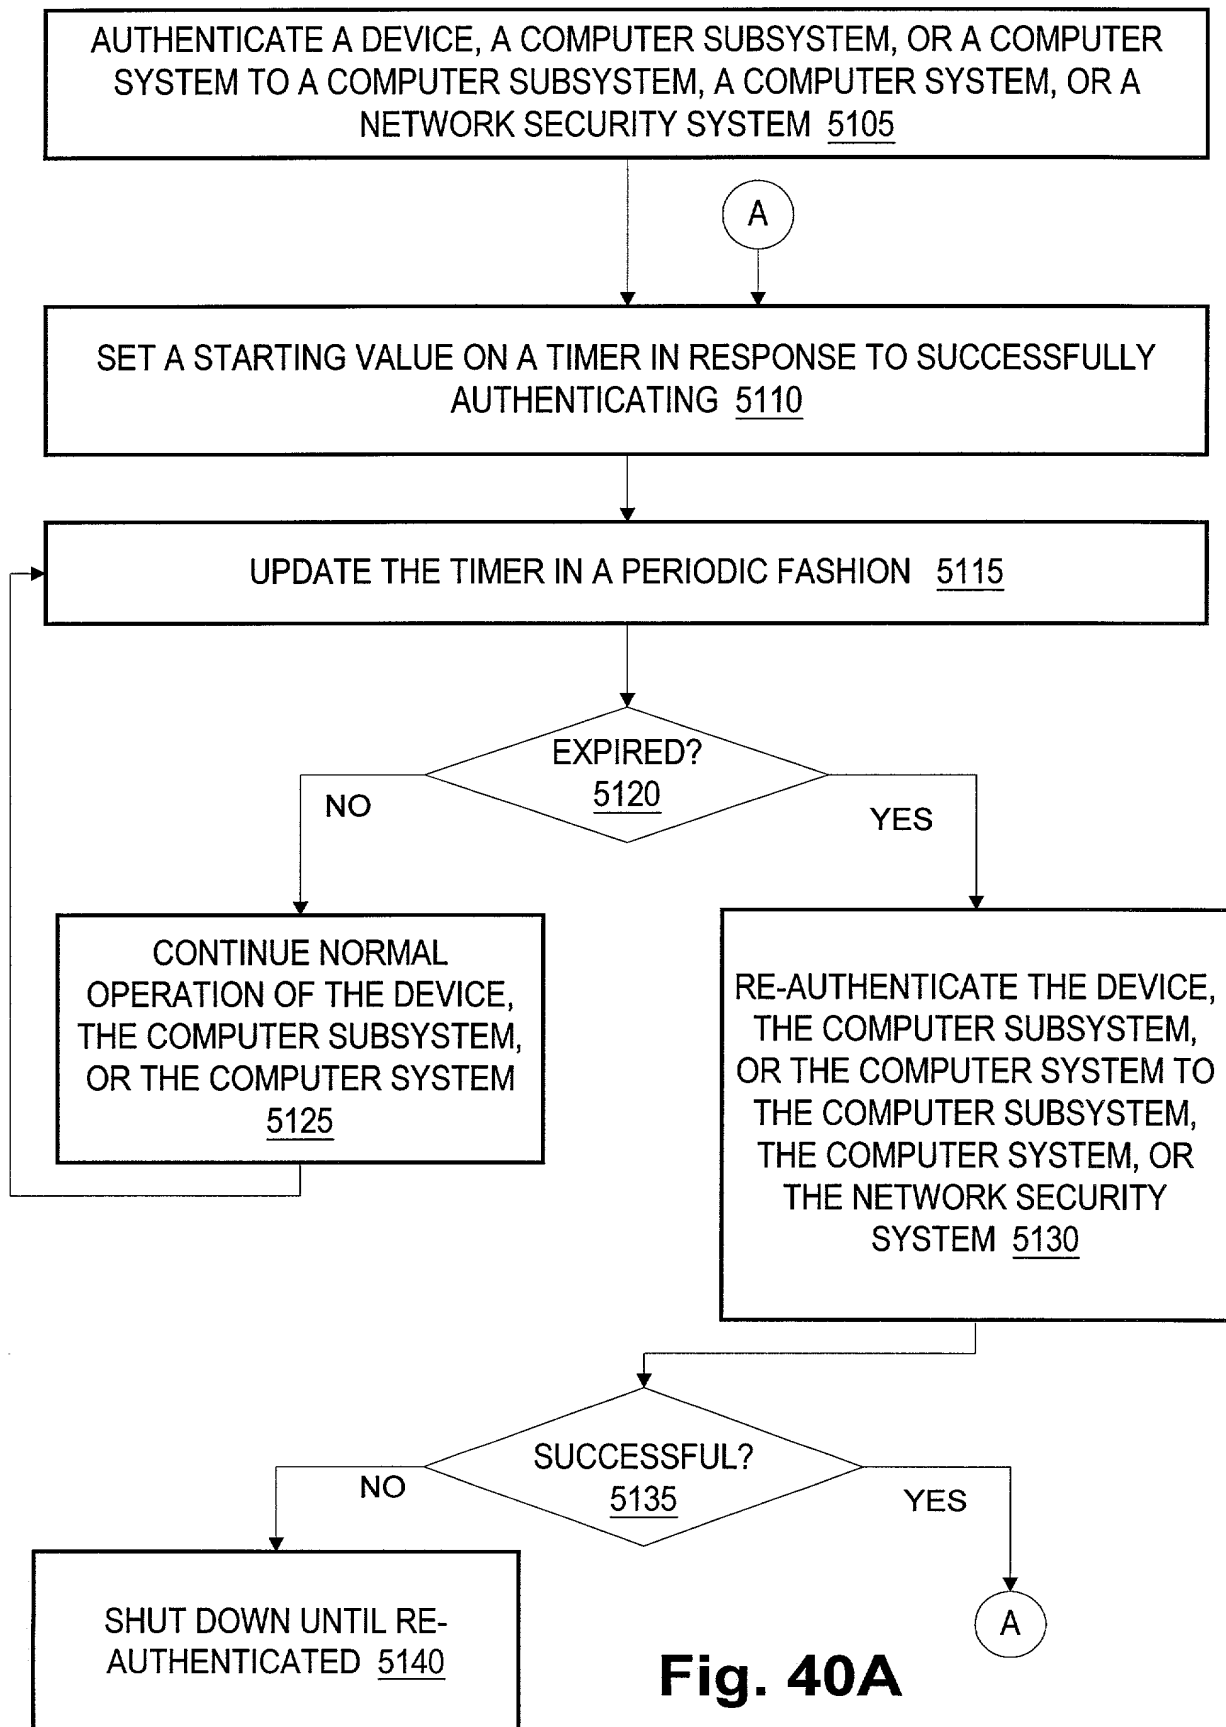 AUTHENTICATE A DEVICE, A COMPUTER SUBSYSTEM, OR A COMPUTER
SYSTEM TO A COMPUTER SUBSYSTEM, A COMPUTER SYSTEM, OR A
NETWORK SECURITY SYSTEM 5105
A
SET A STARTING VALUE ON A TIMER IN RESPONSE TO SUCCESSFULLY
AUTHENTICATING 5110
UPDATE THE TIMER IN A PERIODIC FASHION 5115
EXPIRED?
5120
NO
YES
CONTINUE NORMAL
OPERATION OF THE DEVICE,
THE COMPUTER SUBSYSTEM,
OR THE COMPUTER SYSTEM
5125
RE-AUTHENTICATE THE DEVICE,
THE COMPUTER SUBSYSTEM,
OR THE COMPUTER SYSTEM TO
THE COMPUTER SUBSYSTEM,
THE COMPUTER SYSTEM, OR
THE NETWORK SECURITY
SYSTEM 5130
SUCCESSFUL?
5135
NO
YES
SHUT DOWN UNTIL RE-
AUTHENTICATED 5140
A
Fig. 40A